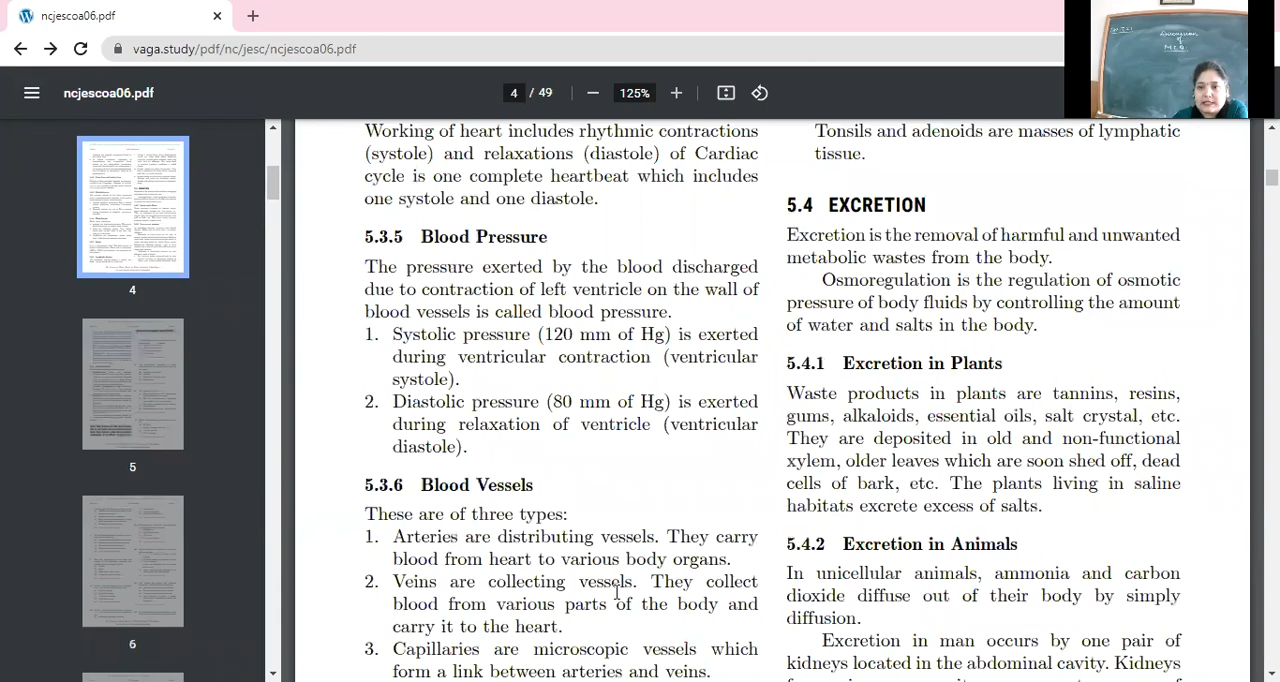 ncjescoa06.pdf
vaga.study/pdf/nc/jesc/ncjescoa06.pdf
ncjescoa06.pdf
4 / 49
125%
Discussion
of
M.C.Q.
4
5
6
Working of heart includes rhythmic contractions
(systole) and relaxation (diastole) of Cardiac
cycle is one complete heartbeat which includes
one systole and one diastole.
5.3.5 Blood Pressure
The pressure exerted by the blood discharged
due to contraction of left ventricle on the wall of
blood vessels is called blood pressure.
1. Systolic pressure (120 mm of Hg) is exerted
during ventricular contraction (ventricular
systole).
2. Diastolic pressure (80 mm of Hg) is exerted
during relaxation of ventricle (ventricular
diastole).
5.3.6 Blood Vessels
These are of three types:
1. Arteries are distributing vessels. They carry
blood from heart to various body organs.
2. Veins are collecting vessels. They collect
blood from various parts of the body and
carry it to the heart.
3. Capillaries are microscopic vessels which
form a link between arteries and veins.
Tonsils and adenoids are masses of lymphatic
tissue.
5.4 EXCRETION
Excretion is the removal of harmful and unwanted
metabolic wastes from the body.
Osmoregulation is the regulation of osmotic
pressure of body fluids by controlling the amount
of water and salts in the body.
5.4.1 Excretion in Plants
Waste products in plants are tannins, resins,
gum, alkaloids, essential oils, salt crystal, etc.
They are deposited in old and non-functional
xylem, older leaves which are soon shed off, dead
cells of bark, etc. The plants living in saline
habitats excrete excess of salts.
5.4.2 Excretion in Animals
In unicellular animals, ammonia and carbon
dioxide diffuse out of their body by simply
diffusion.
Excretion in man occurs by one pair of
kidneys located in the abdominal cavity. Kidneys